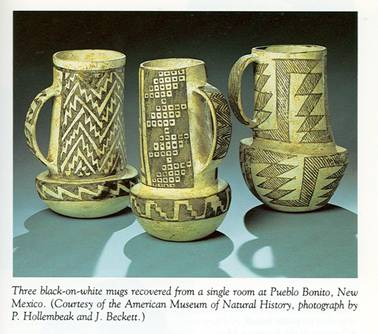 Three black-on-white mugs recovered from a single room at Pueblo Bonito, New
Mexico. (Courtesy of the American Museum of Natural History, photograph by
P. Hollembeak and J. Beckett.)